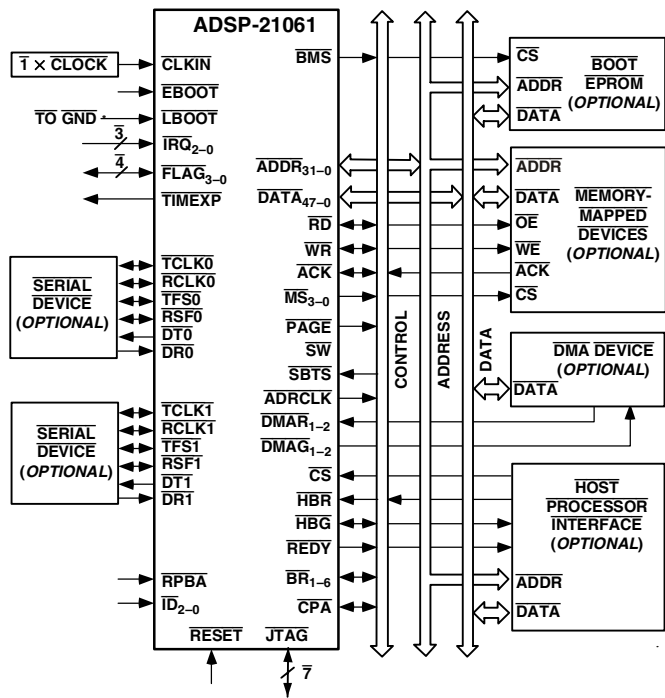 ADSP-21061
1 × CLOCK
CLKIN
EBOOT
TO GND
LBOOT
3
IRQ2–0
4
FLAG3–0
TIMEXP
SERIAL
DEVICE
(OPTIONAL)
TCLK0
RCLK0
TFS0
RSF0
DT0
DR0
SERIAL
DEVICE
(OPTIONAL)
TCLK1
RCLK1
TFS1
RSF1
DT1
DR1
RPBA
ID2–0
RESET
JTAG
7
BMS
ADDR31–0
DATA47–0
RD
WR
ACK
MS3–0
PAGE
SW
SBTS
ADRCLK
DMAR1–2
DMAG1–2
CS
HBR
HBG
REDY
BR1–6
CPA
CONTROL
ADDRESS
DATA
CS
ADDR
DATA
BOOT
EPROM
(OPTIONAL)
ADDR
DATA
OE
WE
ACK
CS
MEMORY-
MAPPED
DEVICES
(OPTIONAL)
DMA DEVICE
(OPTIONAL)
DATA
HOST
PROCESSOR
INTERFACE
(OPTIONAL)
ADDR
DATA